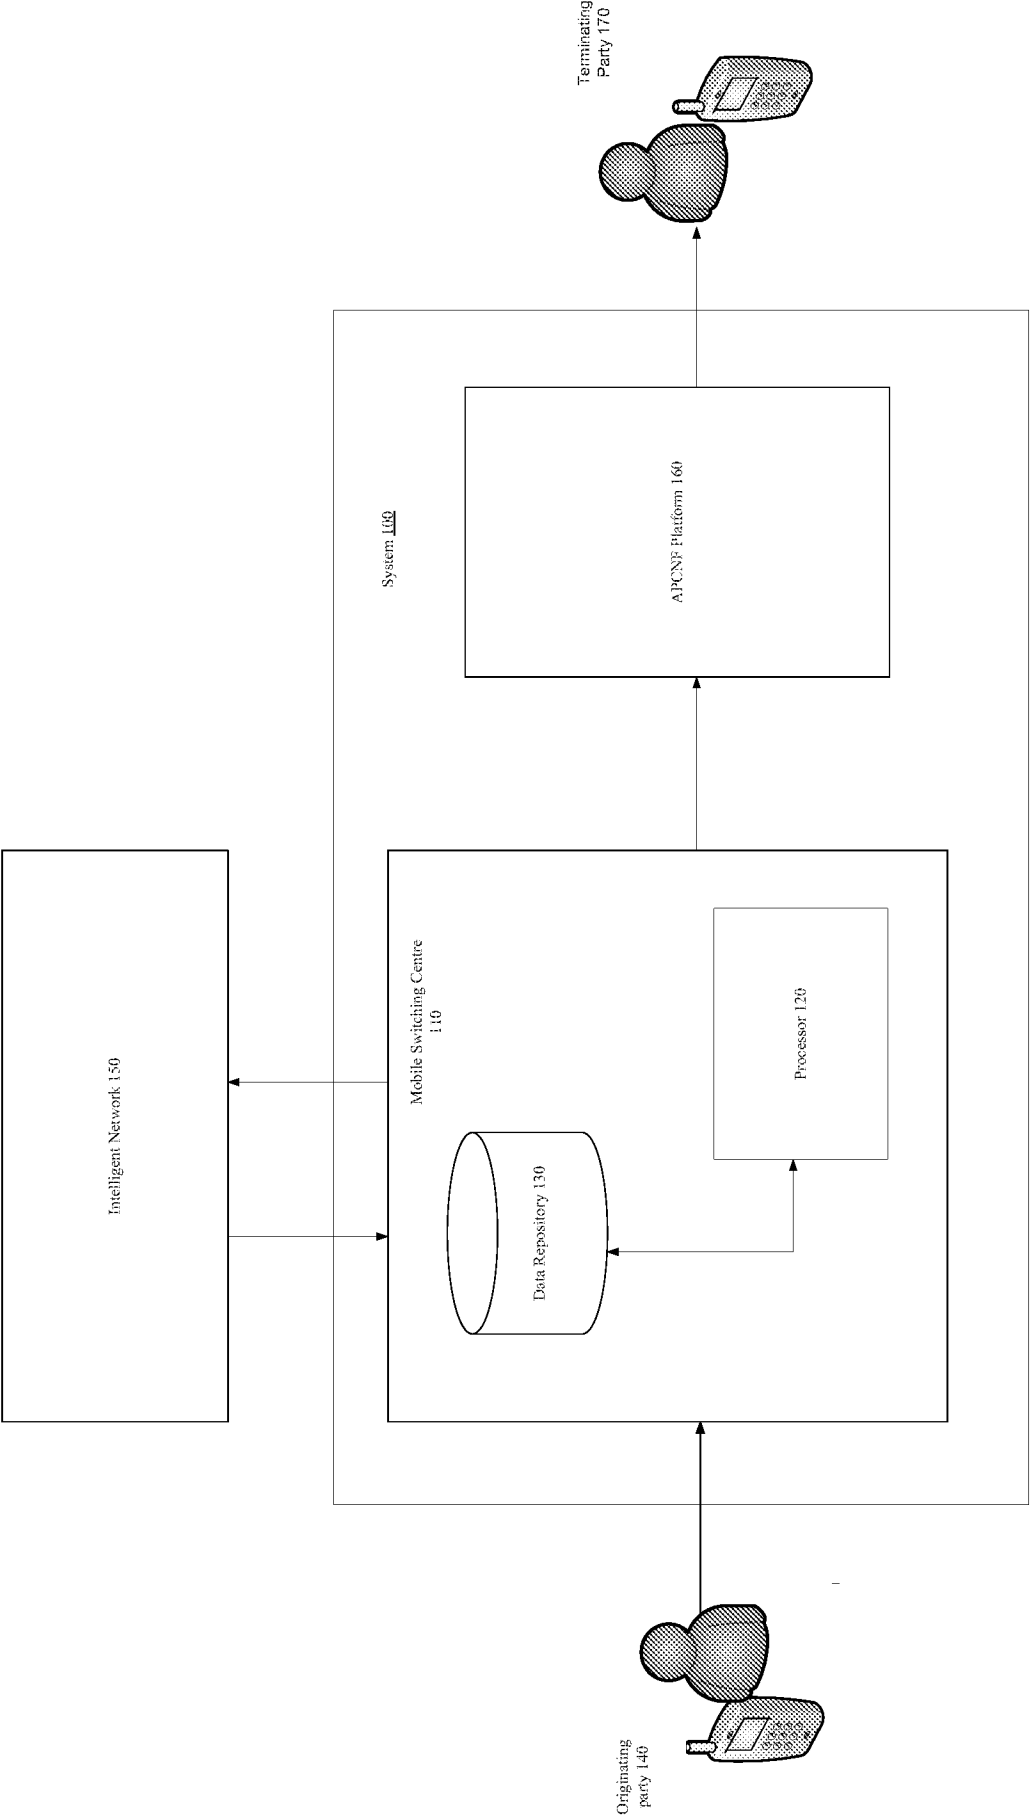 Intelligent Network 150
System 100
Mobile Switching Centre
110
Data Repository 130
Processor 120
APCNF Platform 160
Originating
party 140
Terminating
Party 170